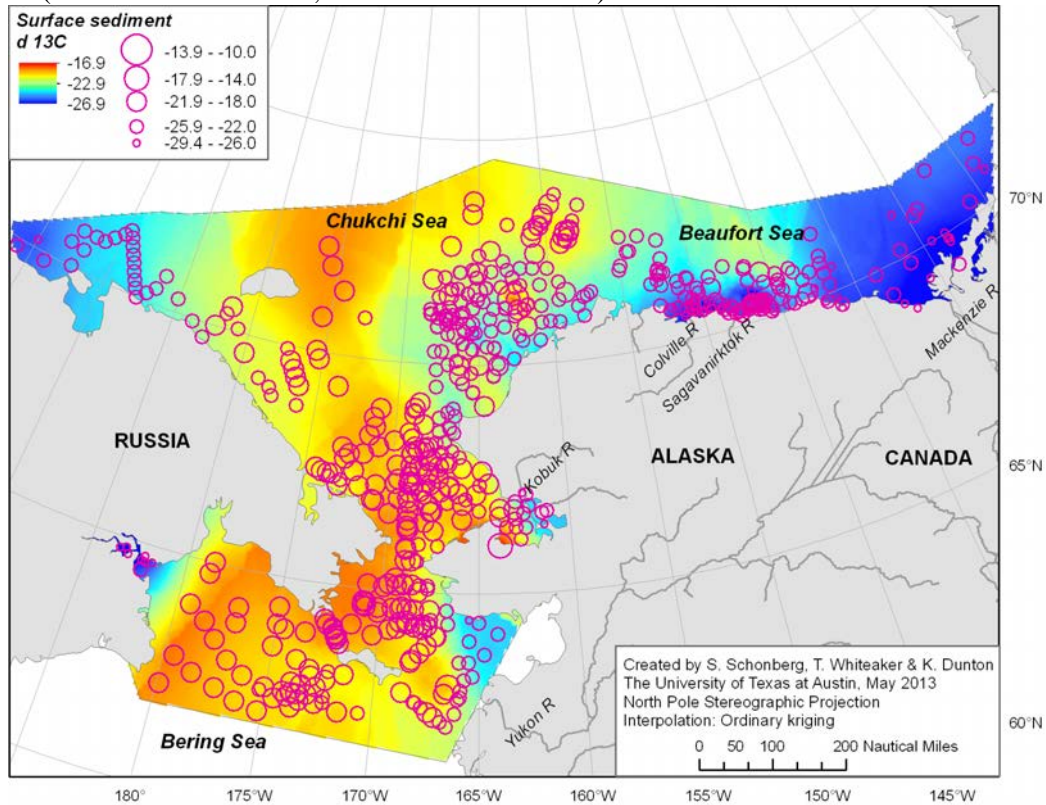 Surface sediment
d 13C
-16.9
-22.9
-26.9
-13.9 - -10.0
-17.9 - -14.0
-21.9 - -18.0
-25.9 - -22.0
-29.4 - -26.0
Chukchi Sea
Beaufort Sea
70°N
Colville R
Sagavanirktok R
Mackenzie R
RUSSIA
ALASKA
CANADA
65°N
Kobuk R
Created by S. Schonberg, T. Whiteaker & K. Dunton
The University of Texas at Austin, May 2013
North Pole Stereographic Projection
Interpolation: Ordinary kriging
0 50 100 200 Nautical Miles
Yukon R
60°N
Bering Sea
180° 175°W 170°W 165°W 160°W 155°W 150°W 145°W